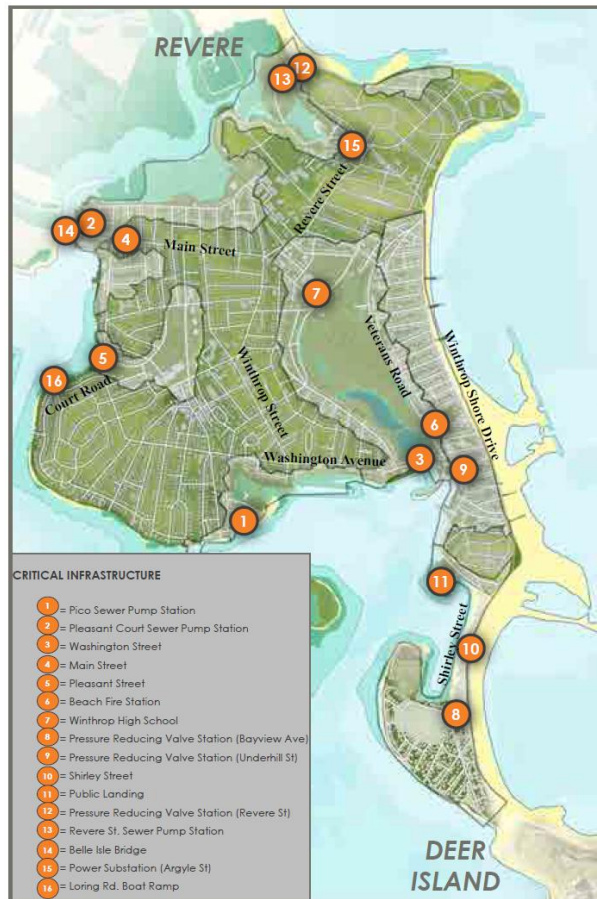 REVERE
12
13
15
Revere Street
2
14
4
Main Street
7
Veterans Road
Winthrop Shore Drive
5
16
Court Road
Winthrop Street
6
Washington Avenue
3
9
1
11
Shirley Street
10
8
DEER
ISLAND
CRITICAL INFRASTRUCTURE
1 = Pico Sewer Pump Station
2 = Pleasant Court Sewer Pump Station
3 = Washington Street
4 = Main Street
5 = Pleasant Street
6 = Beach Fire Station
7 = Winthrop High School
8 = Pressure Reducing Valve Station (Bayview Ave)
9 = Pressure Reducing Valve Station (Underhill St)
10 = Shirley Street
11 = Public Landing
12 = Pressure Reducing Valve Station (Revere St)
13 = Revere St. Sewer Pump Station
14 = Belle Isle Bridge
15 = Power Substation (Argyle St)
16 = Loring Rd. Boat Ramp